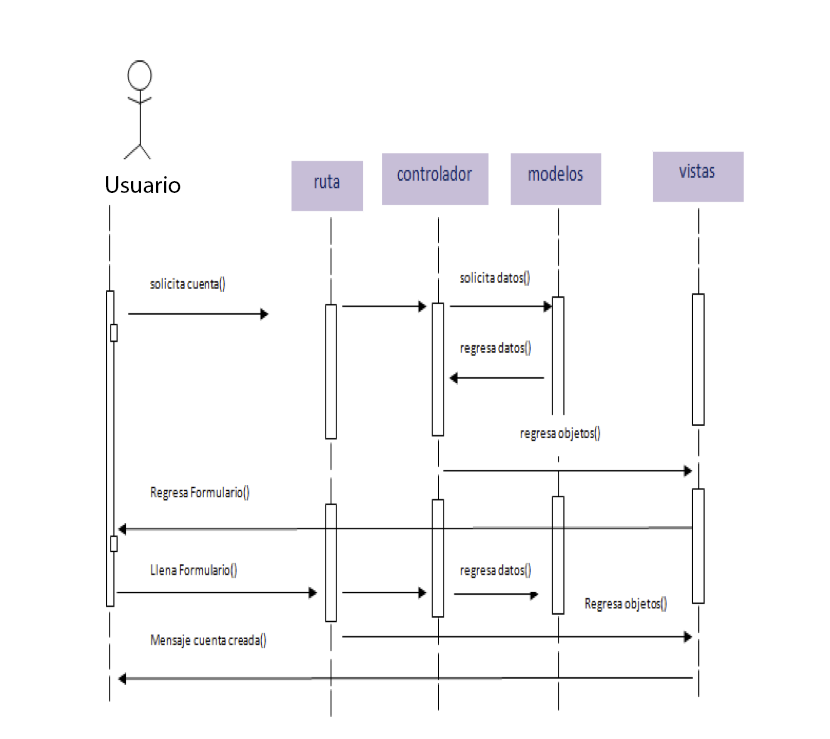 Usuario
ruta
controlador
modelos
vistas
solicita cuenta()
solicita datos()
regresa datos()
regresa objetos()
Regresa Formulario()
Llena Formulario()
regresa datos()
Regresa objetos()
Mensaje cuenta creada()